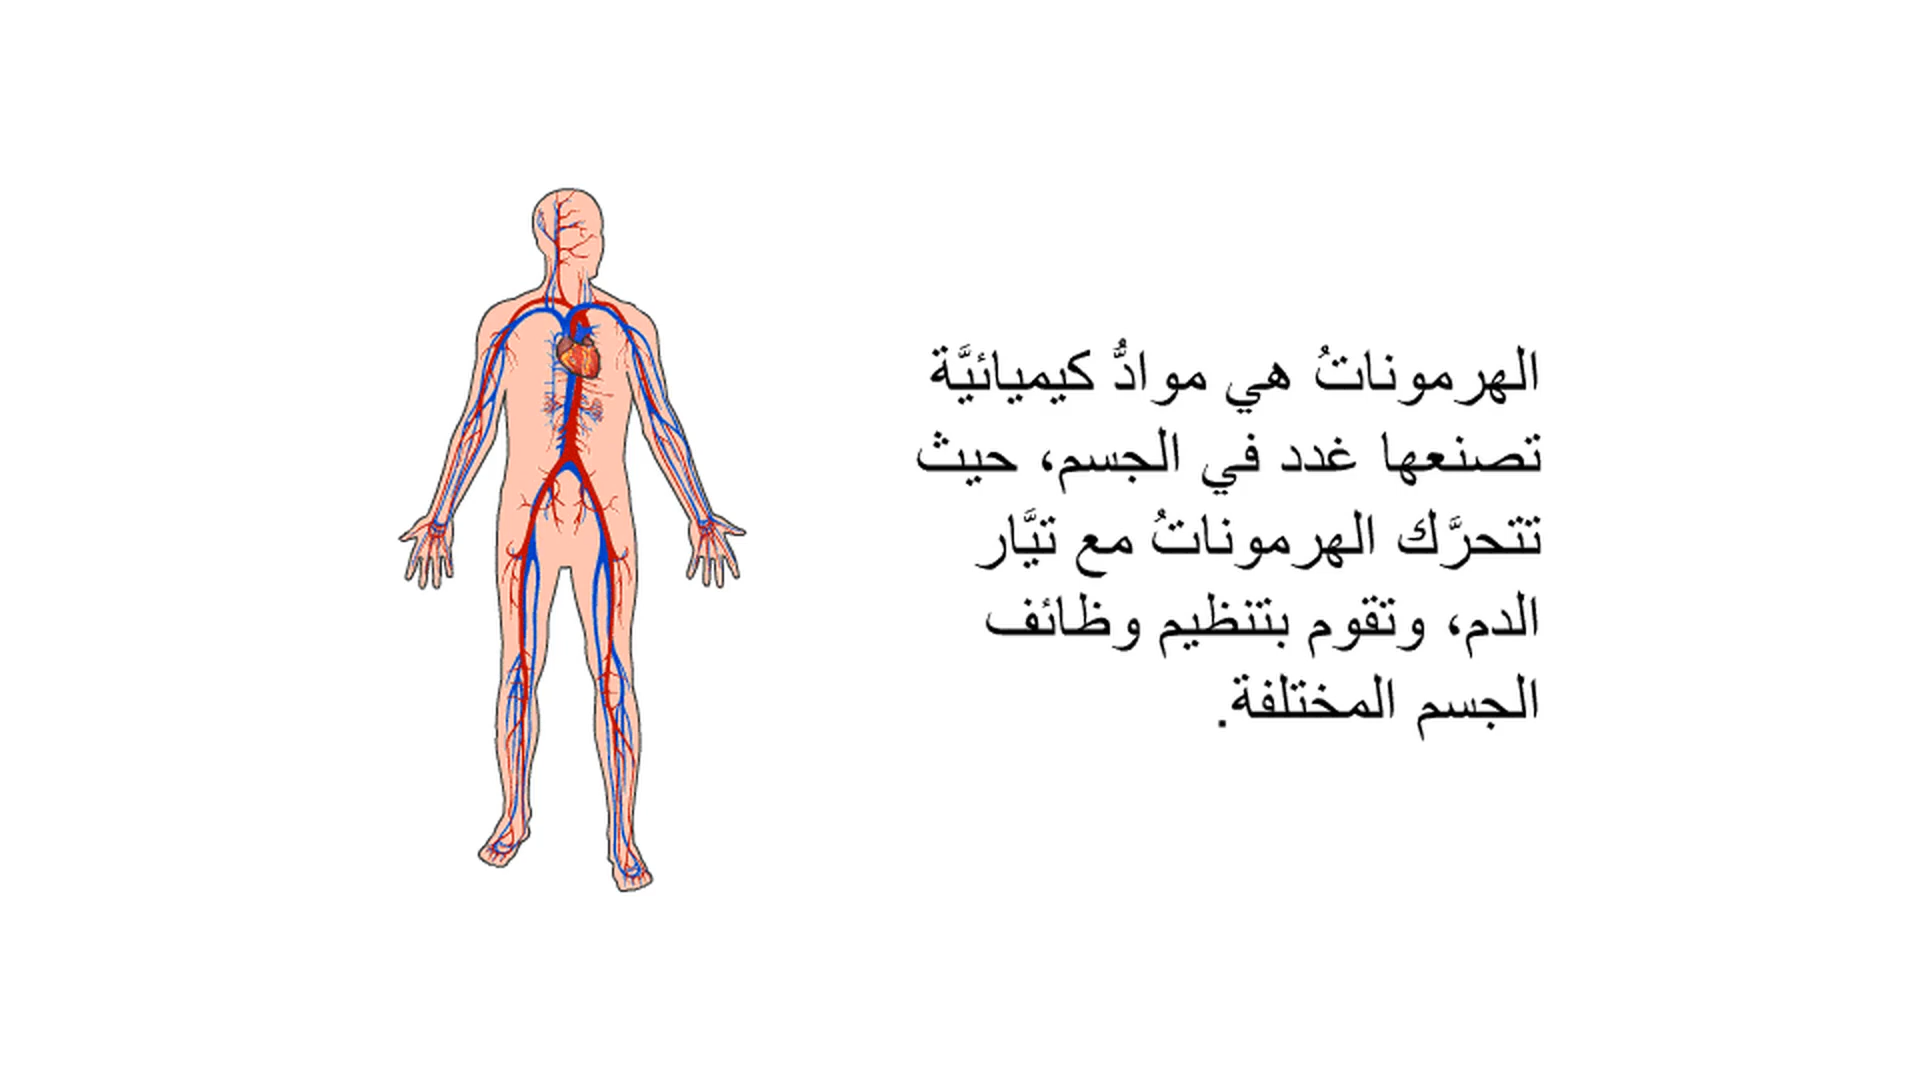 الهرموناتُ هي موادُّ كيميائيَّة
تصنعها غدد في الجسم، حيث
تتحرَّك الهرموناتُ مع تيَّار
الدم، وتقوم بتنظيم وظائف
الجسم المختلفة.